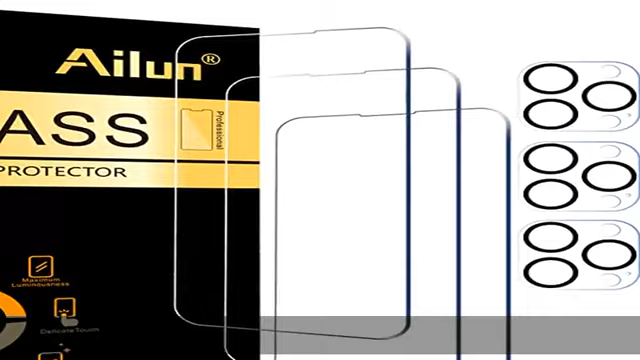 Ailun®
ASS
Professional
PROTECTOR
Maximum
Luminousness
Delicate Touch